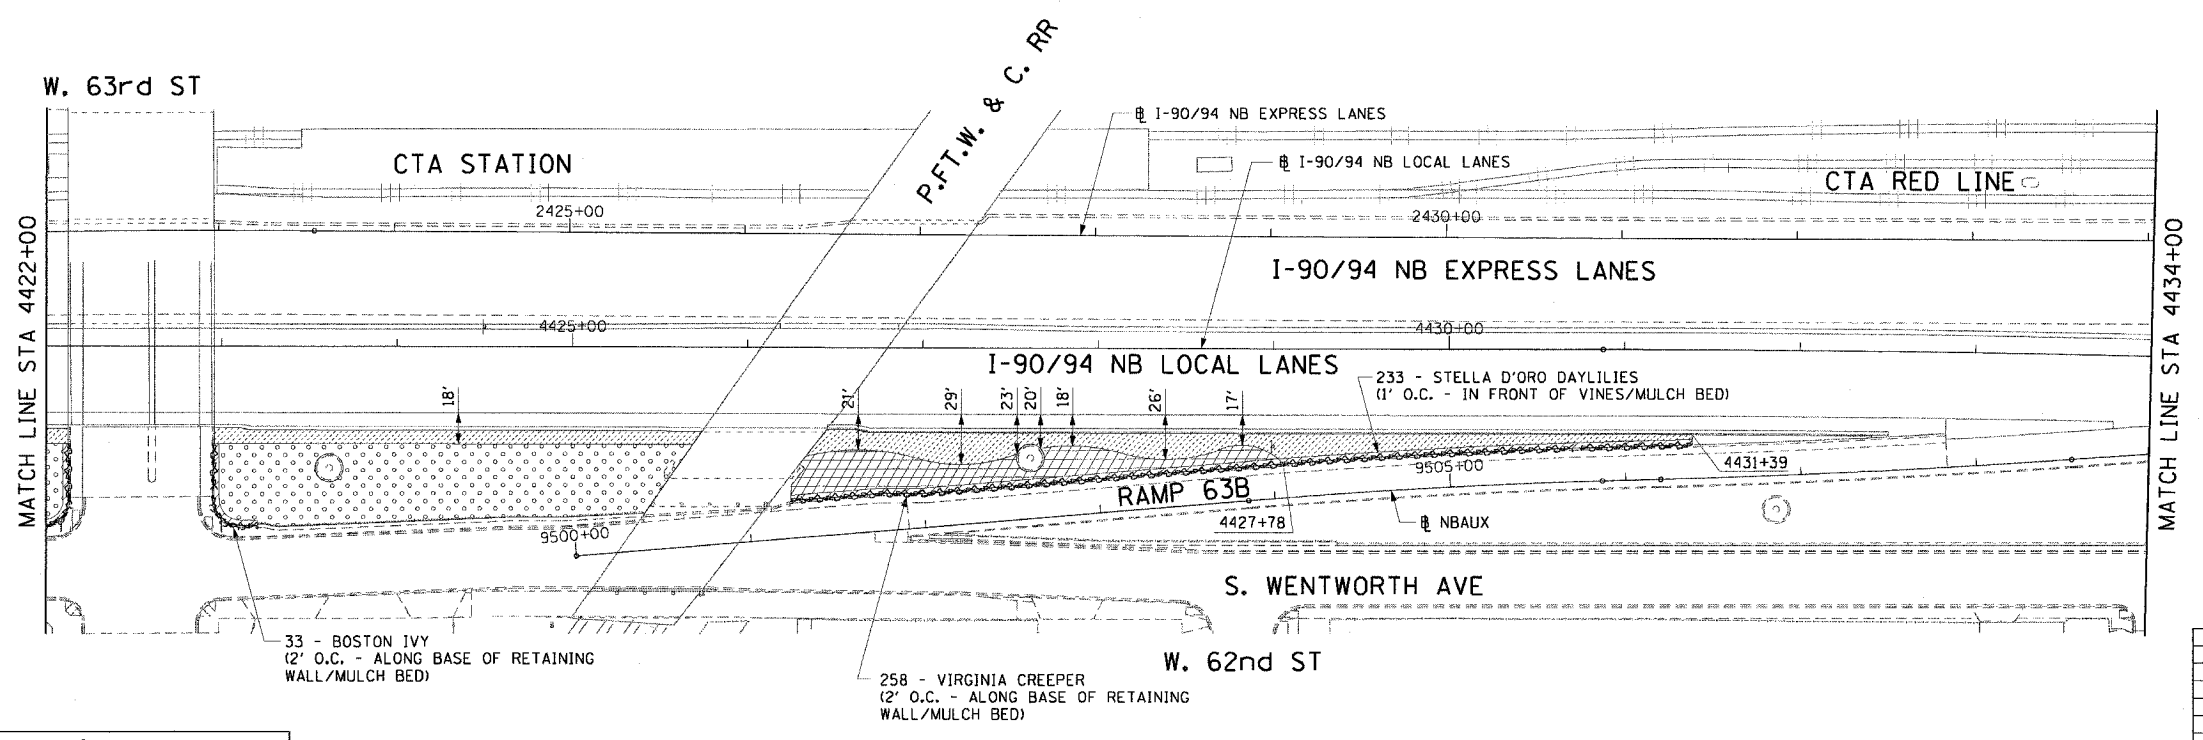 W. 63rd ST
P.FT.W. & C. RR
℄ I-90/94 NB EXPRESS LANES
CTA STATION
℄ I-90/94 NB LOCAL LANES
CTA RED LINE
2425+00
2430+00
MATCH LINE STA 4422+00
MATCH LINE STA 4434+00
I-90/94 NB EXPRESS LANES
4425+00
4430+00
I-90/94 NB LOCAL LANES
233 - STELLA D'ORO DAYLILIES
(1' O.C. - IN FRONT OF VINES/MULCH BED)
18'
21'
29'
23'
20'
18'
26'
17'
9505+00
4431+39
RAMP 63B
4427+78
℄ NBAUX
9500+00
S. WENTWORTH AVE
33 - BOSTON IVY
(2' O.C. - ALONG BASE OF RETAINING
WALL/MULCH BED)
W. 62nd ST
258 - VIRGINIA CREEPER
(2' O.C. - ALONG BASE OF RETAINING
WALL/MULCH BED)